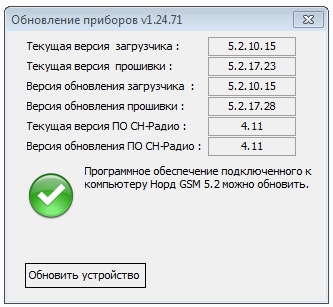 Обновление приборов v1.24.71
Текущая версия загрузчика : 5.2.10.15
Текущая версия прошивки : 5.2.17.23
Версия обновления загрузчика : 5.2.10.15
Версия обновления прошивки : 5.2.17.28
Текущая версия ПО СН-Радио : 4.11
Версия обновления ПО СН-Радио : 4.11
Программное обеспечение подключенного к
компьютеру Норд GSM 5.2 можно обновить.
Обновить устройство